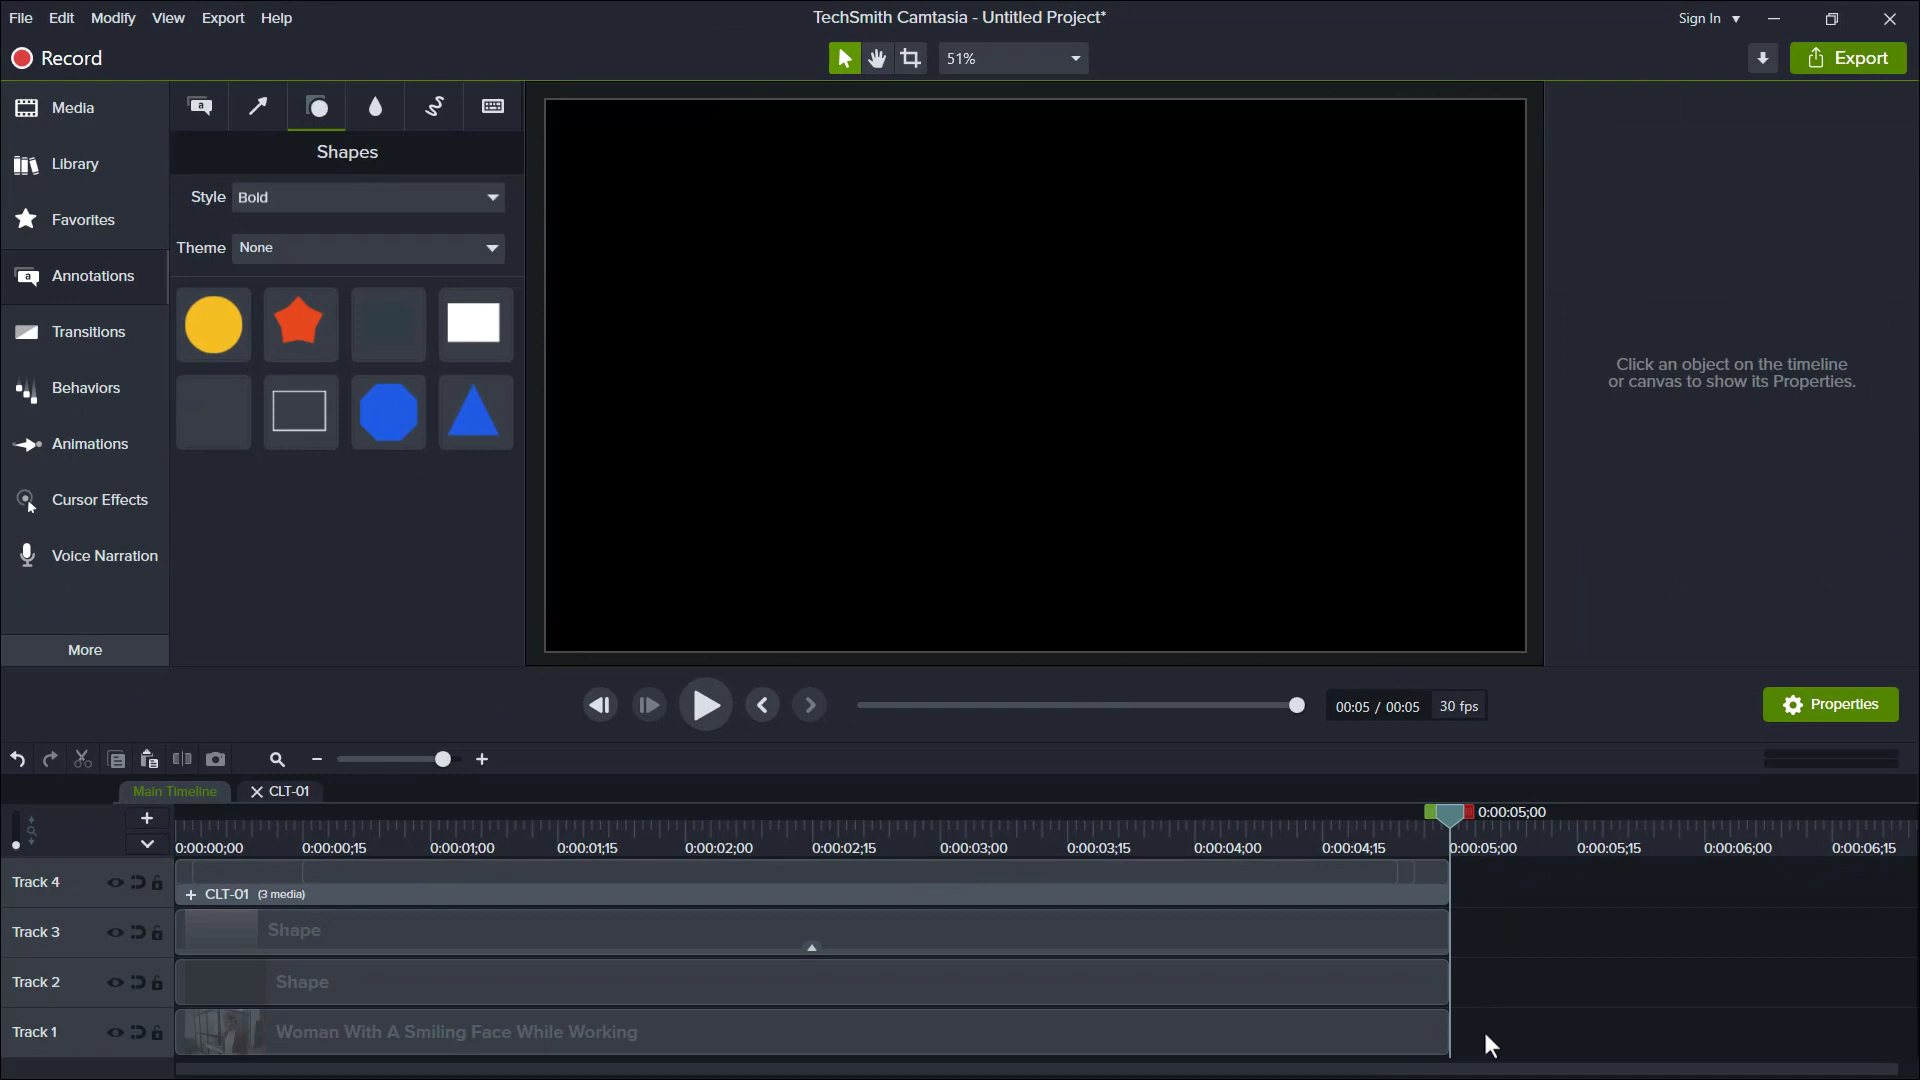 File Edit Modify View Export Help
TechSmith Camtasia - Untitled Project*
Sign In
Record
51%
Export
Media
Library
Favorites
Annotations
Transitions
Behaviors
Animations
Cursor Effects
Voice Narration
More
a
Shapes
Style Bold
Theme None
Click an object on the timeline
or canvas to show its Properties.
00:05 / 00:05 30 fps
Properties
Main Timeline CLT-01
0:00:05;00
0:00:00;00 0:00:00;15 0:00:01;00 0:00:01;15 0:00:02;00 0:00:02;15 0:00:03;00 0:00:03;15 0:00:04;00 0:00:04;15 0:00:05;00 0:00:05;15 0:00:06;00 0:00:06;15
Track 4
+ CLT-01 (3 media)
Track 3 Shape
Track 2 Shape
Track 1 Woman With A Smiling Face While Working